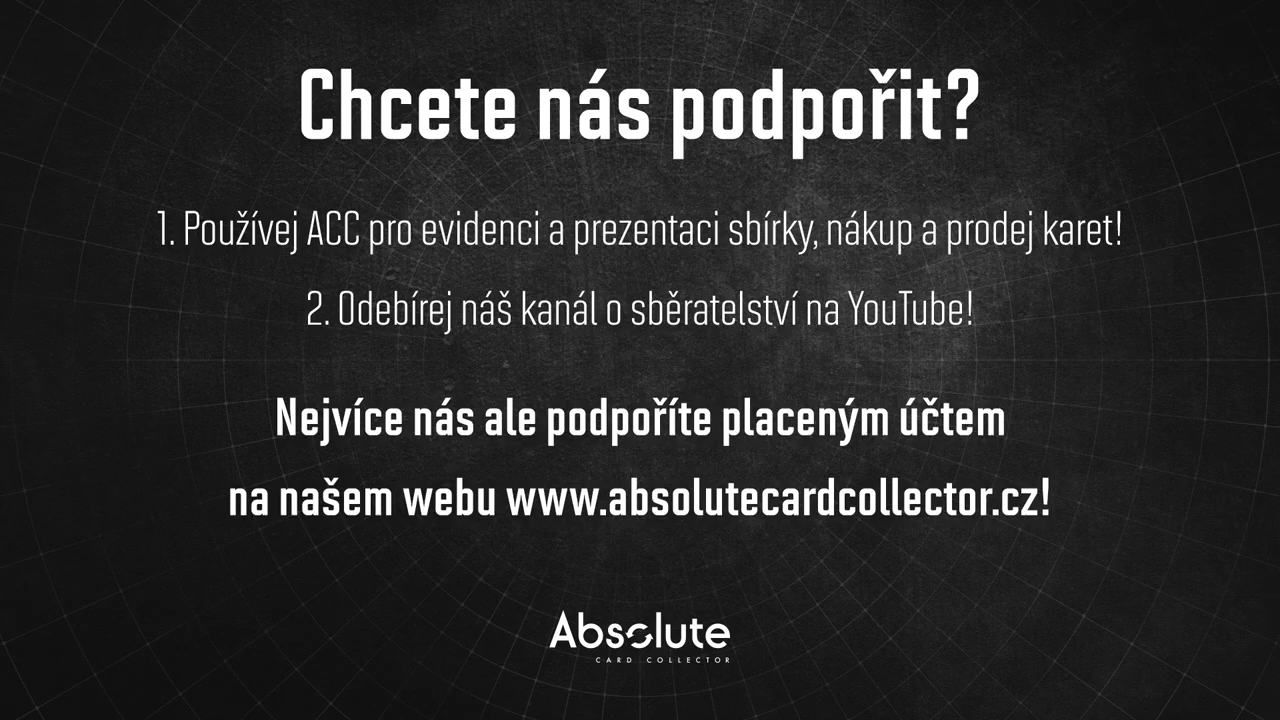 Chcete nás podpořit?
1. Používej ACC pro evidenci a prezentaci sbírky, nákup a prodej karet!
2. Odebírej náš kanál o sběratelství na YouTube!
Nejvíce nás ale podpoříte placeným účtem
na našem webu www.absolutecardcollector.cz!
Absolute
CARD COLLECTOR